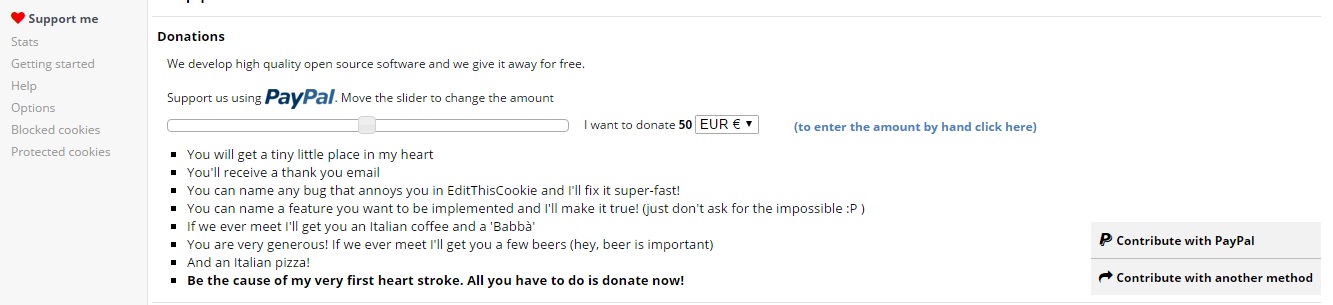 Support me
Stats
Getting started
Help
Options
Blocked cookies
Protected cookies
Donations
We develop high quality open source software and we give it away for free.
Support us using PayPal. Move the slider to change the amount
I want to donate 50 EUR € (to enter the amount by hand click here)
You will get a tiny little place in my heart
You'll receive a thank you email
You can name any bug that annoys you in EditThisCookie and I'll fix it super-fast!
You can name a feature you want to be implemented and I'll make it true! (just don't ask for the impossible :P )
If we ever meet I'll get you an Italian coffee and a 'Babbà'
You are very generous! If we ever meet I'll get you a few beers (hey, beer is important)
And an Italian pizza!
Be the cause of my very first heart stroke. All you have to do is donate now!
Contribute with PayPal
Contribute with another method